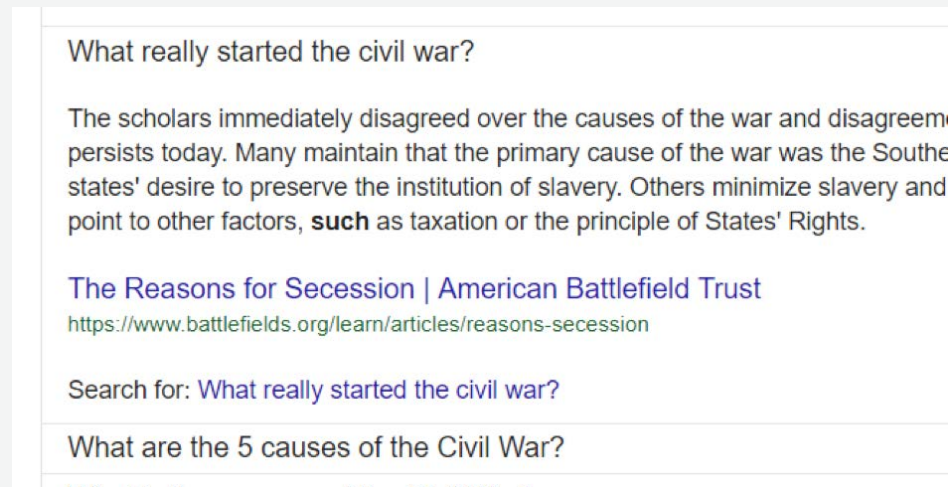 What really started the civil war?
The scholars immediately disagreed over the causes of the war and
persists today. Many maintain that the primary cause of the war was the
states' desire to preserve the institution of slavery. Others minimize slavery and
point to other factors, such as taxation or the principle of States' Rights.
The Reasons for Secession | American Battlefield Trust
https://www.battlefields.org/learn/articles/reasons-secession
Search for: What really started the civil war?
What are the 5 causes of the Civil War?